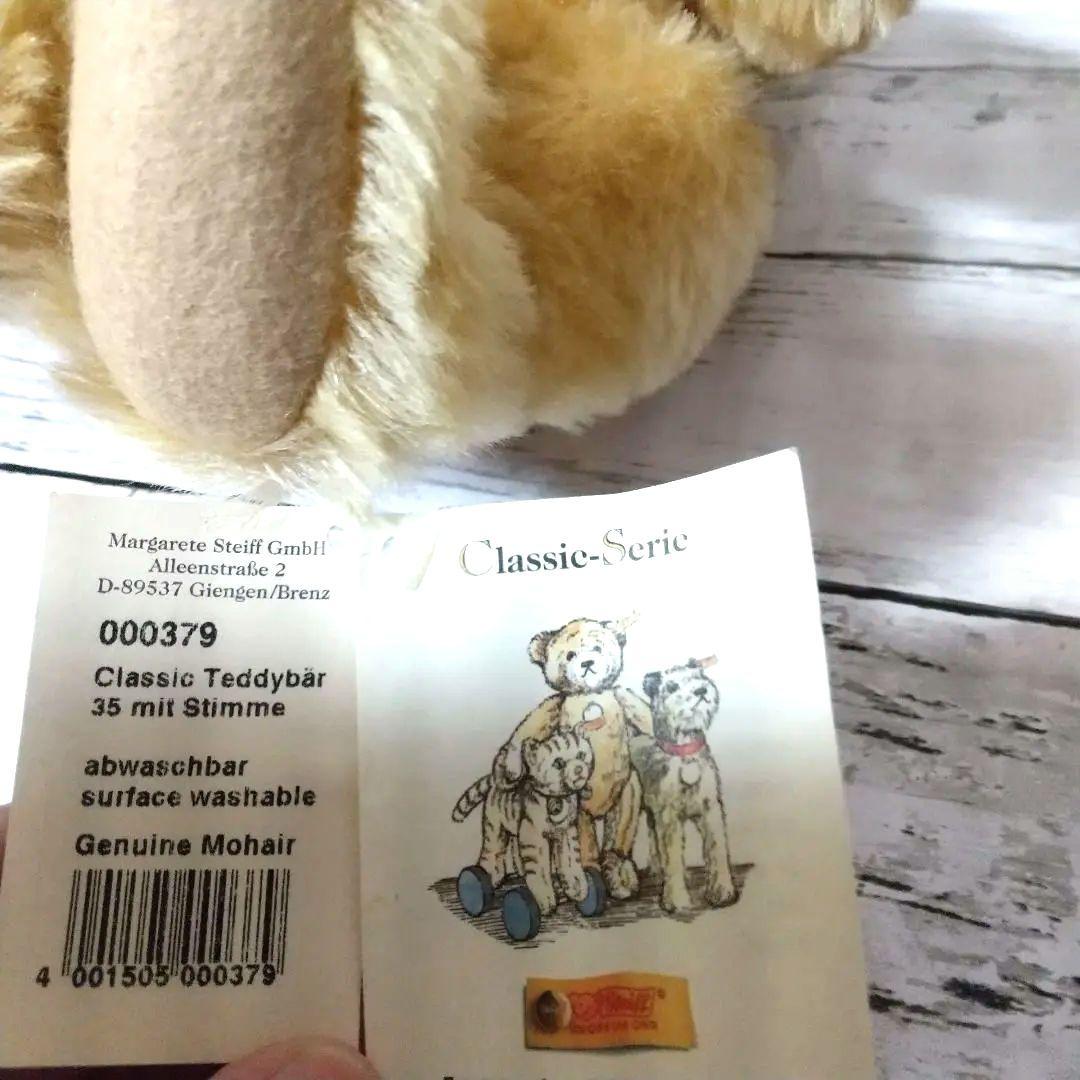 Margarete Steiff GmbH
Alleenstraße 2
D-89537 Giengen/Brenz
000379
Classic Teddybär
35 mit Stimme
abwaschbar
surface washable
Genuine Mohair
4 001505 000379
Classic-Serie
Steiff